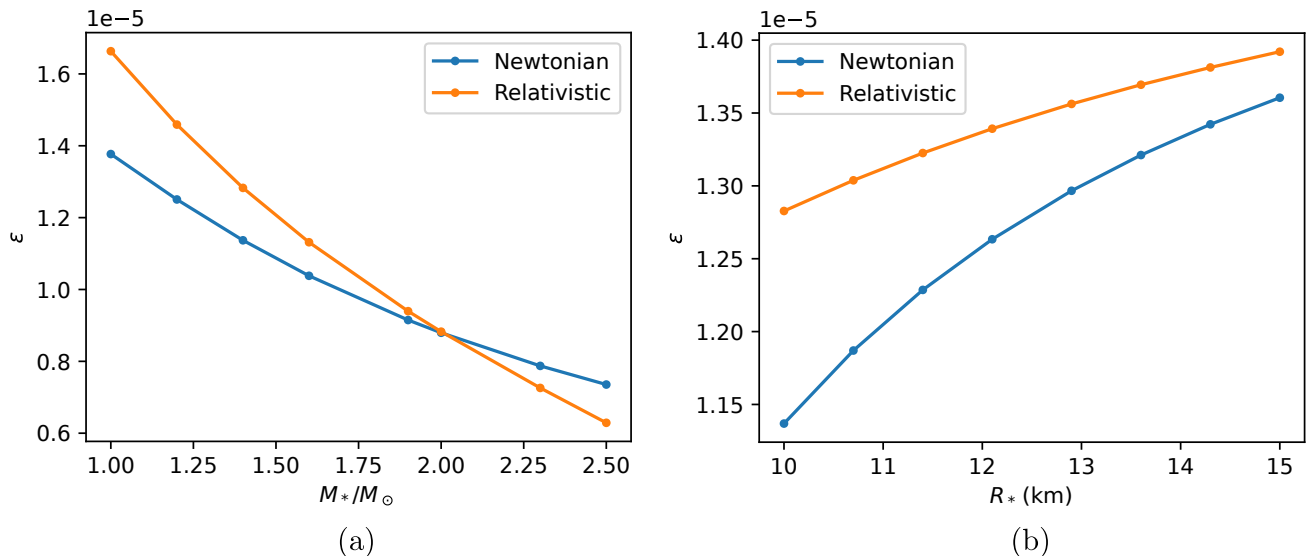 1e−5
1.6
1.4
1.2
1.0
0.8
0.6
ε
Newtonian
Relativistic
1.00 1.25 1.50 1.75 2.00 2.25 2.50
M*/M⊙
(a)
1e−5
1.40
1.35
1.30
1.25
1.20
1.15
ε
Newtonian
Relativistic
10 11 12 13 14 15
R* (km)
(b)